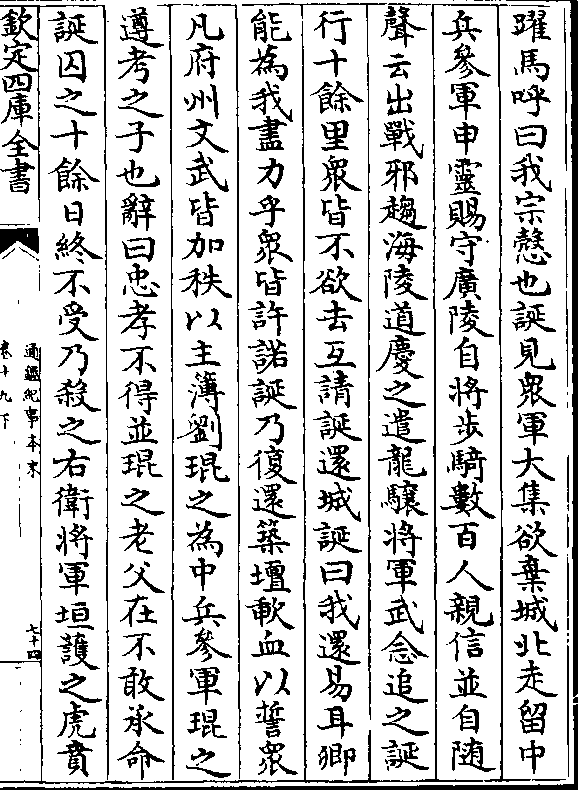 躍馬呼曰我宗慤也誕見衆軍大集欲棄城北走留中
兵參軍申靈賜守廣陵自將步騎數百人親信並自随
聲云出戰邪趨海陵道慶之遣龍驤將軍武念追之誕
行十餘里衆皆不欲去互請誕還城誕曰我還易耳卿
能為我盡力乎衆皆許諾誕乃復還築壇歃血以誓衆
凡府州文武皆加秩以主簿劉琨之為中兵參軍琨之
遵考之子也辭曰忠孝不得並琨之老父在不敢承命
誕囚之十餘日終不受乃殺之右衛將軍垣護之虎賁
欽定四庫全書
通鑑紀事本末
卷十九下
七十四